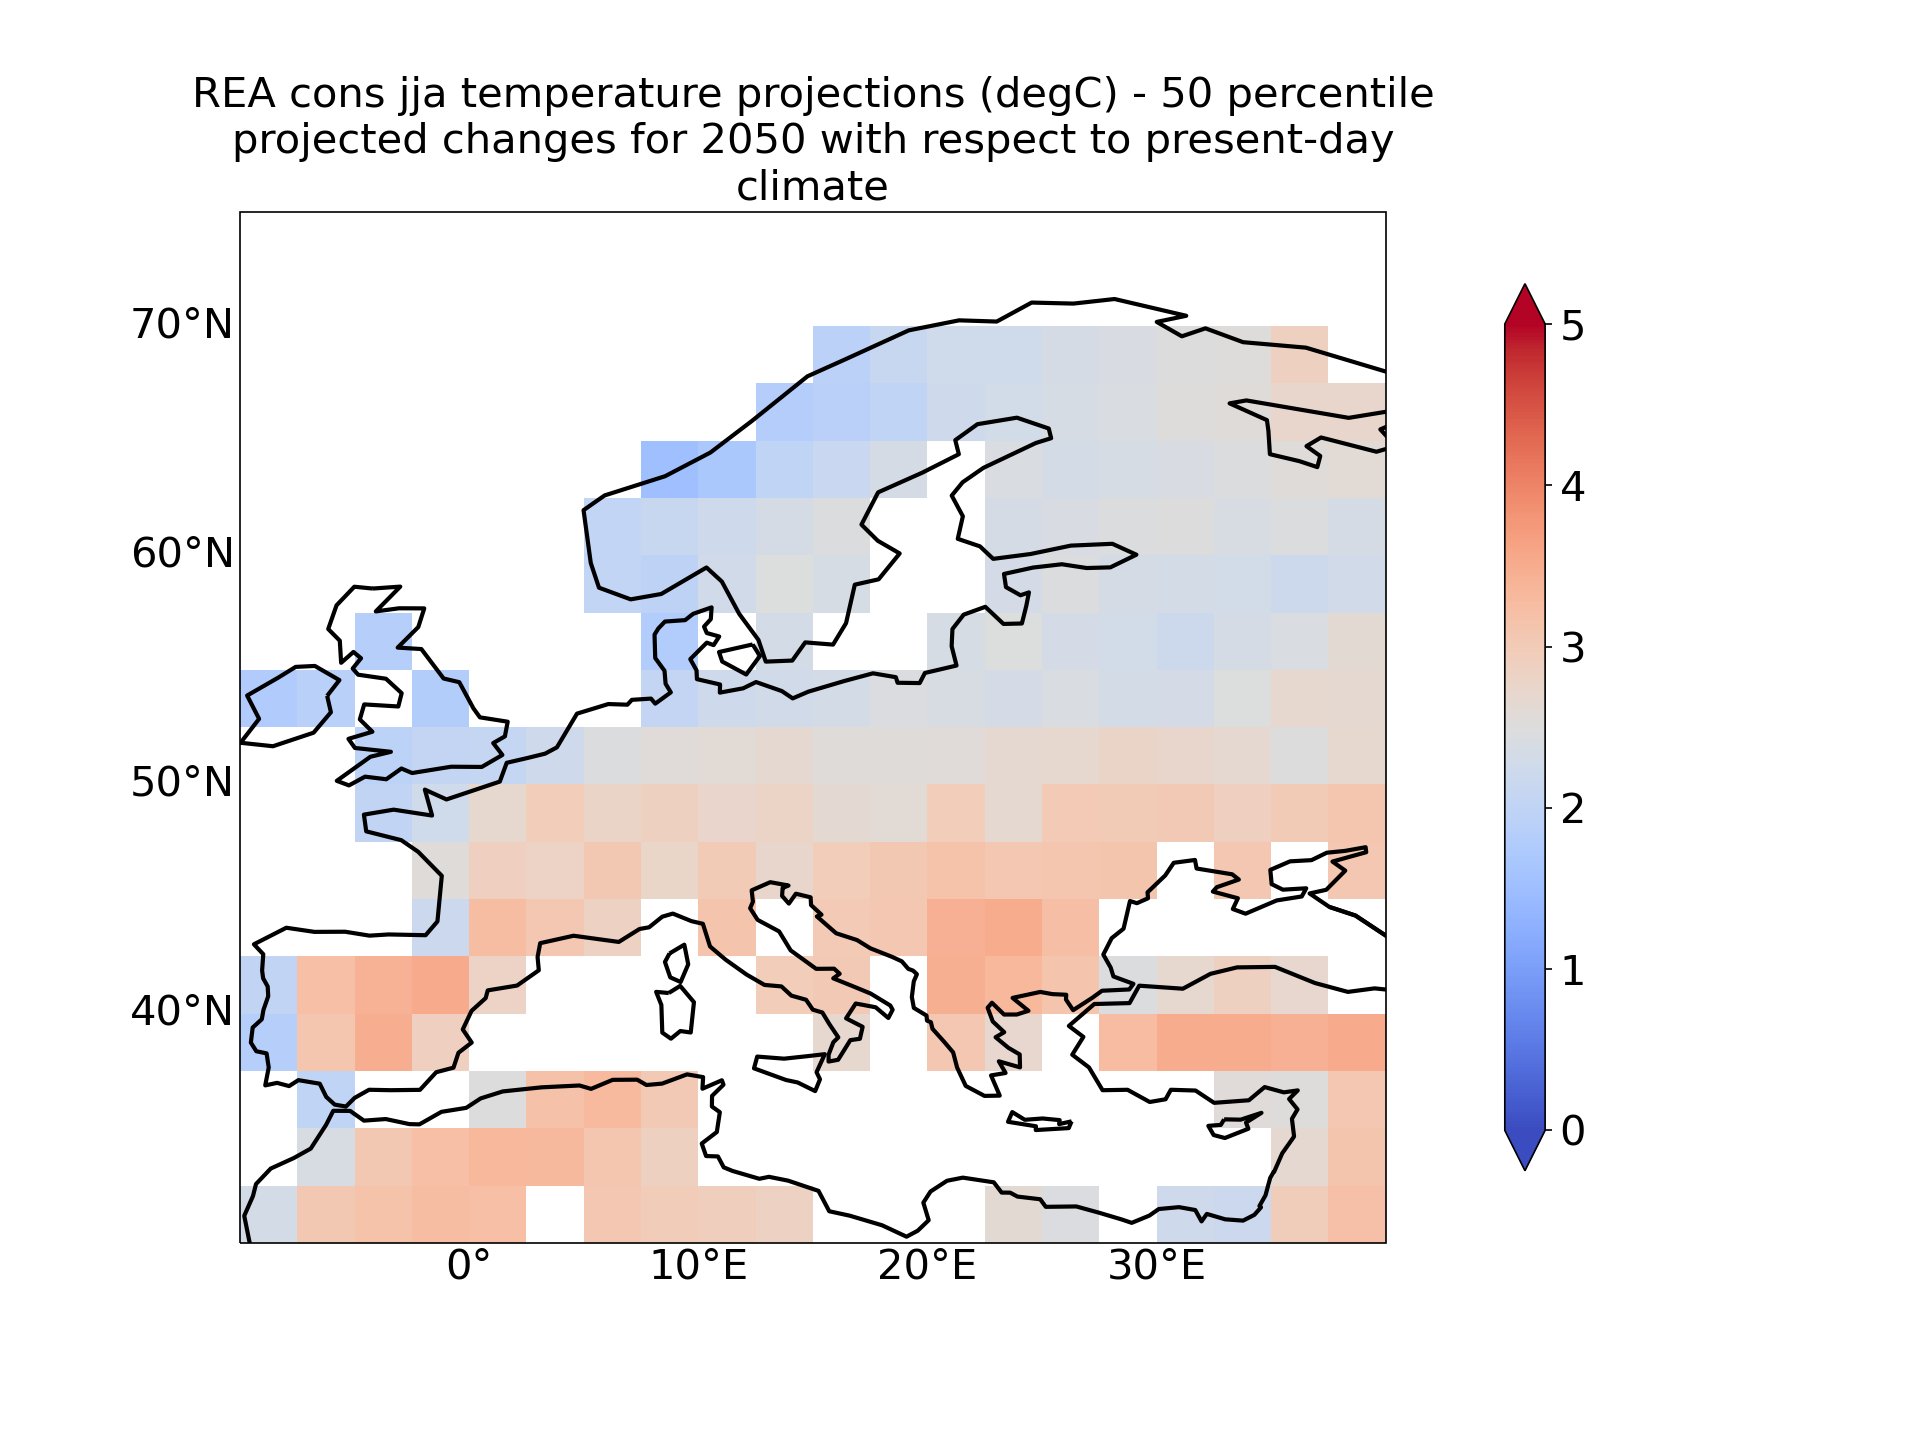 REA cons jja temperature projections (degC) - 50 percentile
projected changes for 2050 with respect to present-day
climate
70°N
60°N
50°N
40°N
0°
10°E
20°E
30°E
5
4
3
2
1
0